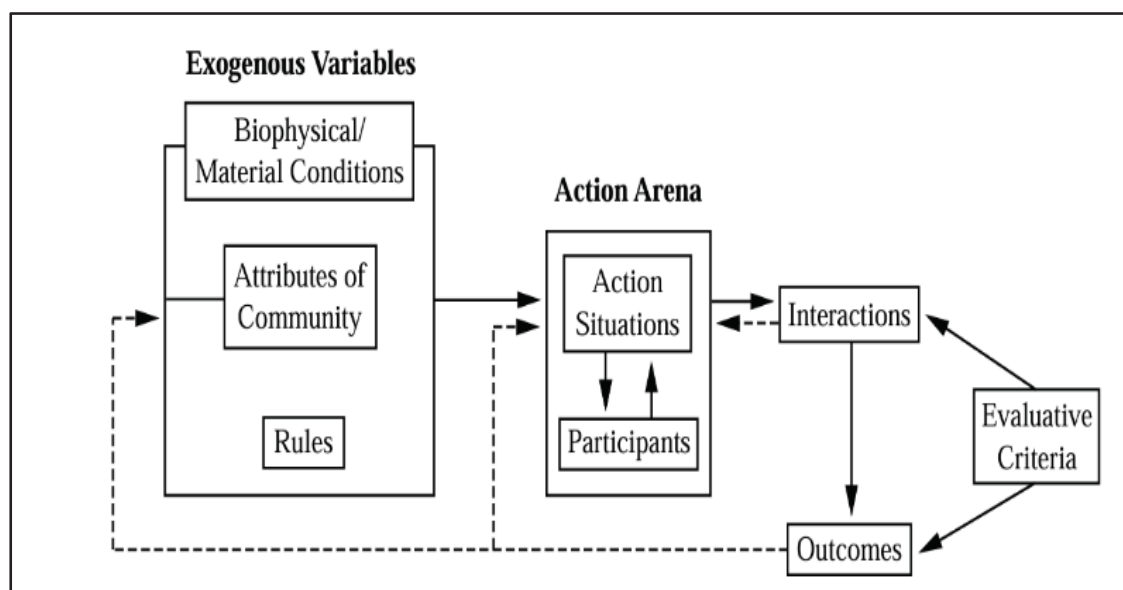 Exogenous Variables
Biophysical/
Material Conditions
Attributes of
Community
Rules
Action Arena
Action
Situations
Participants
Interactions
Evaluative
Criteria
Outcomes